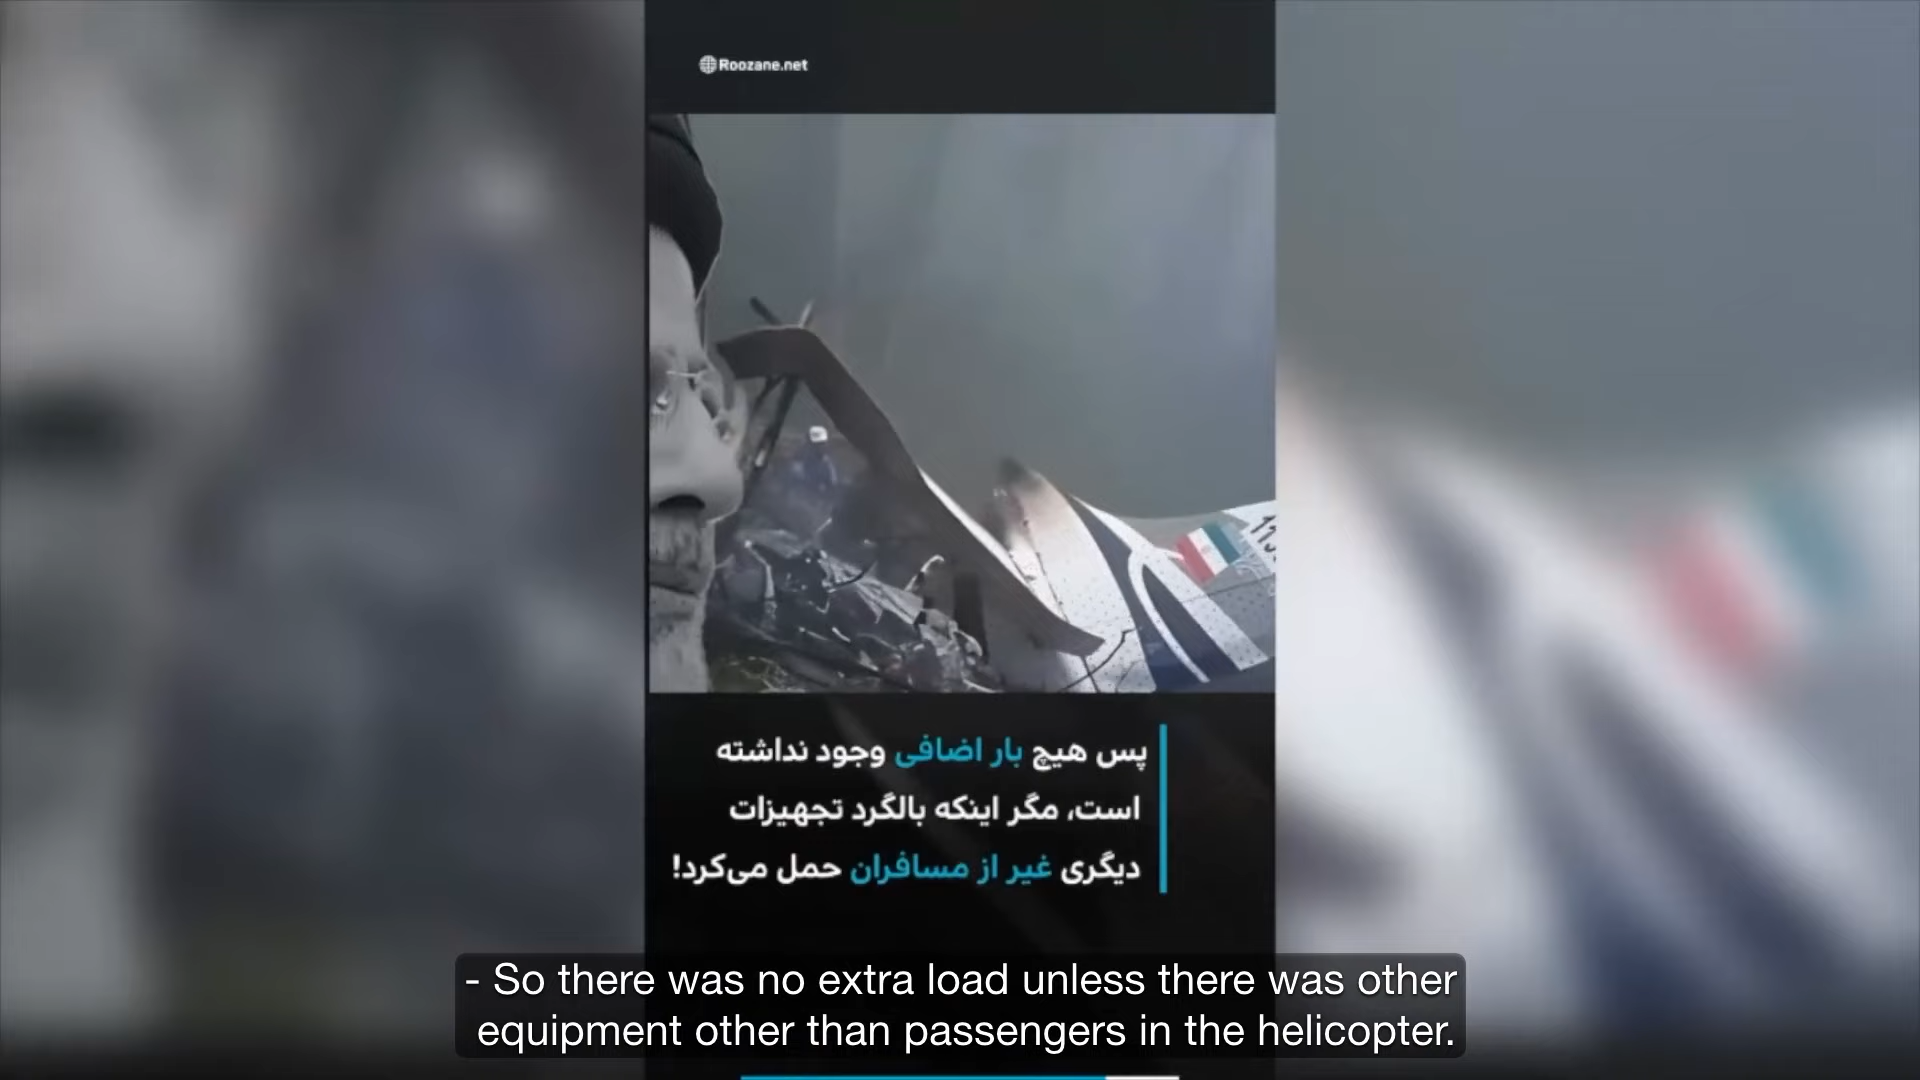 Roozane.net
پس هیچ بار اضافی وجود نداشته
است، مگر اینکه بالگرد تجهیزات
دیگری غیر از مسافران حمل می‌کرد!
- So there was no extra load unless there was other
equipment other than passengers in the helicopter.